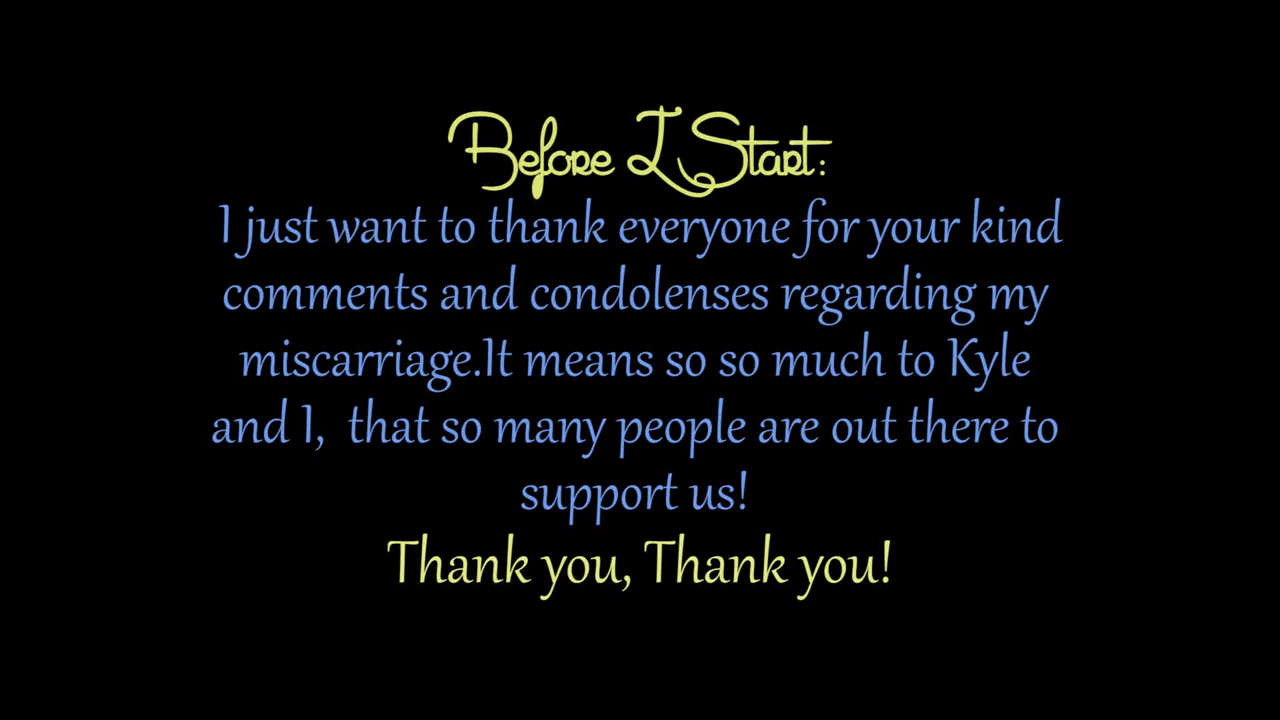 Before I Start:
I just want to thank everyone for your kind
comments and condolenses regarding my
miscarriage.It means so so much to Kyle
and I, that so many people are out there to
support us!
Thank you, Thank you!